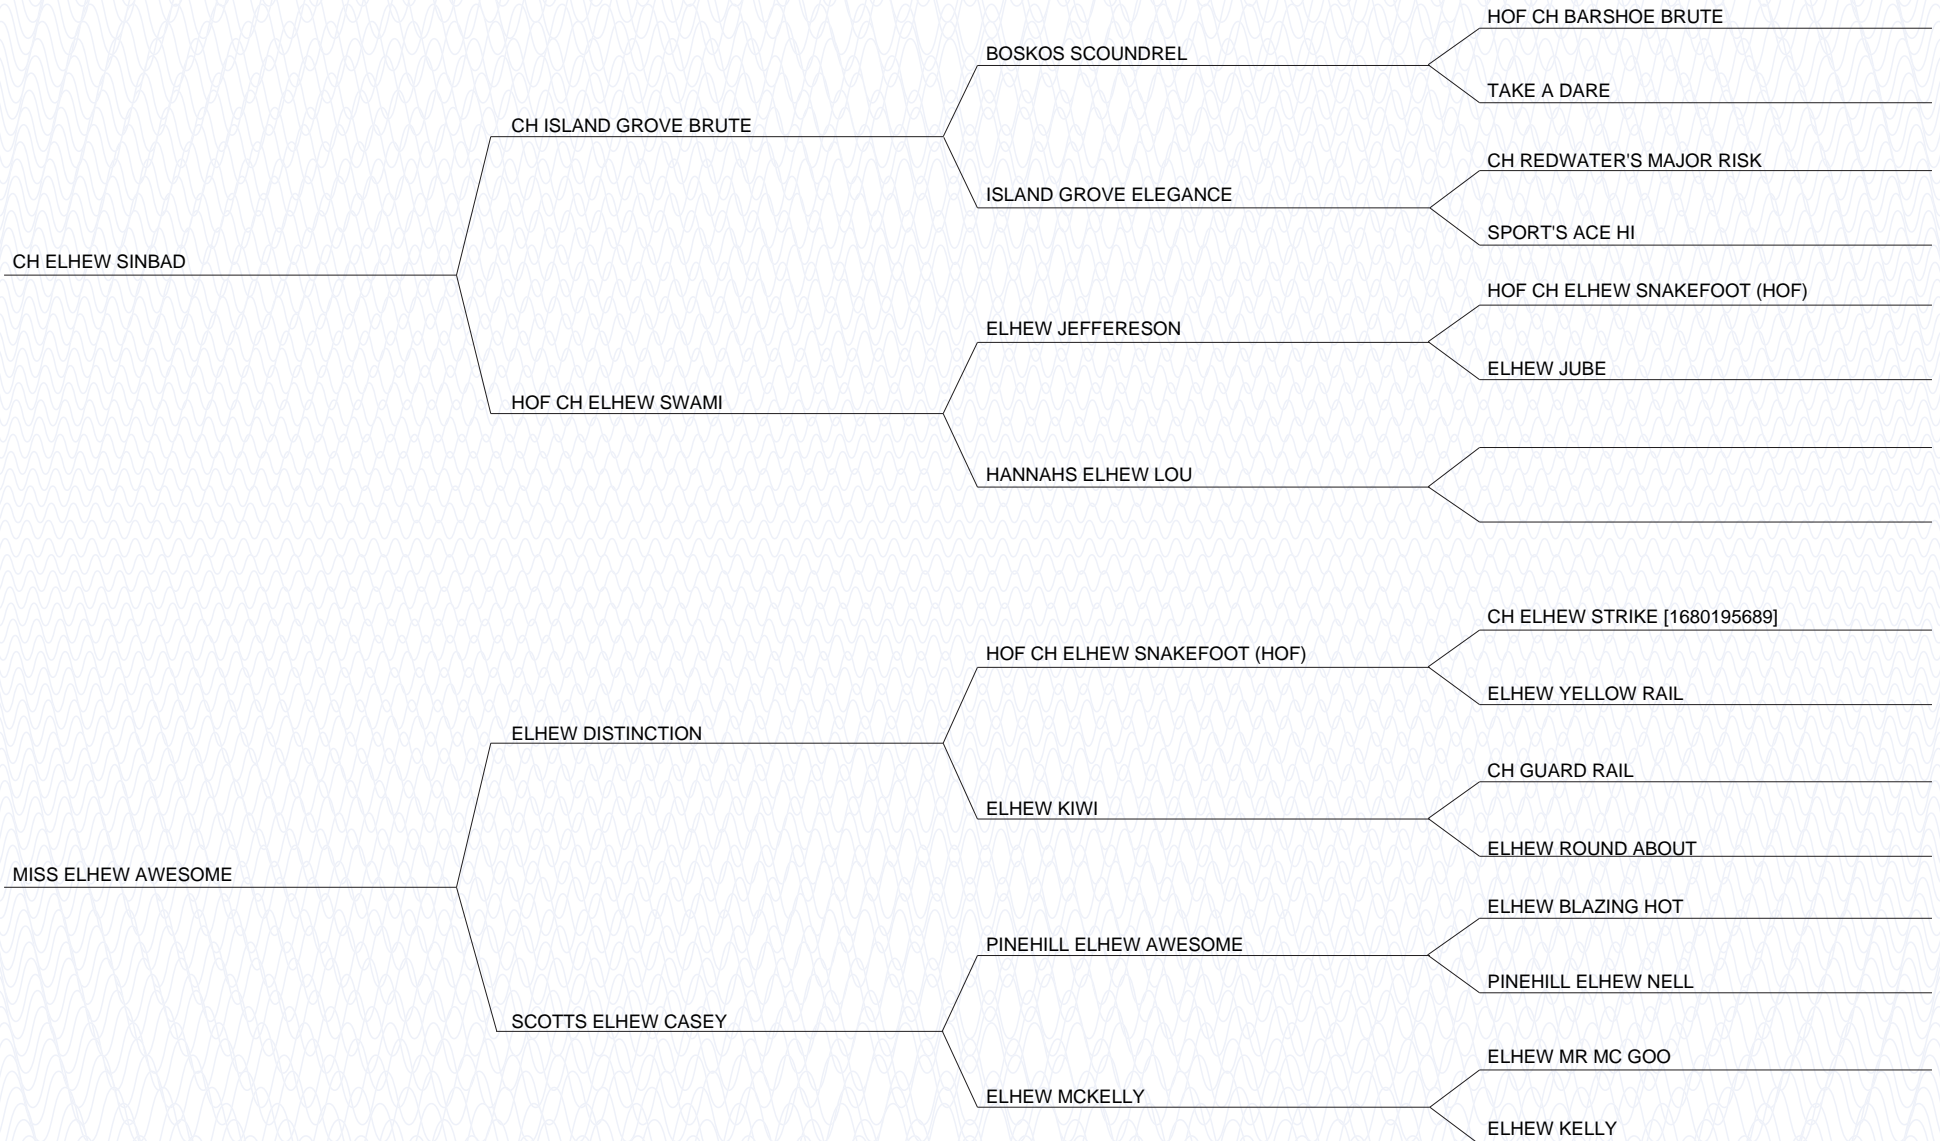 HOF CH BARSHOE BRUTE
BOSKOS SCOUNDREL
TAKE A DARE
CH ISLAND GROVE BRUTE
CH REDWATER'S MAJOR RISK
ISLAND GROVE ELEGANCE
SPORT'S ACE HI
CH ELHEW SINBAD
HOF CH ELHEW SNAKEFOOT (HOF)
ELHEW JEFFERESON
ELHEW JUBE
HOF CH ELHEW SWAMI
HANNAHS ELHEW LOU
CH ELHEW STRIKE [1680195689]
HOF CH ELHEW SNAKEFOOT (HOF)
ELHEW YELLOW RAIL
ELHEW DISTINCTION
CH GUARD RAIL
ELHEW KIWI
ELHEW ROUND ABOUT
MISS ELHEW AWESOME
ELHEW BLAZING HOT
PINEHILL ELHEW AWESOME
PINEHILL ELHEW NELL
SCOTTS ELHEW CASEY
ELHEW MR MC GOO
ELHEW MCKELLY
ELHEW KELLY